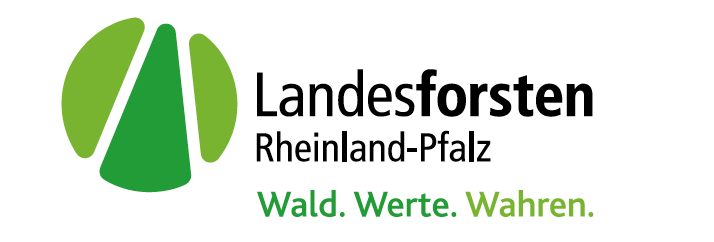 Landesforsten
Rheinland-Pfalz
Wald. Werte. Wahren.